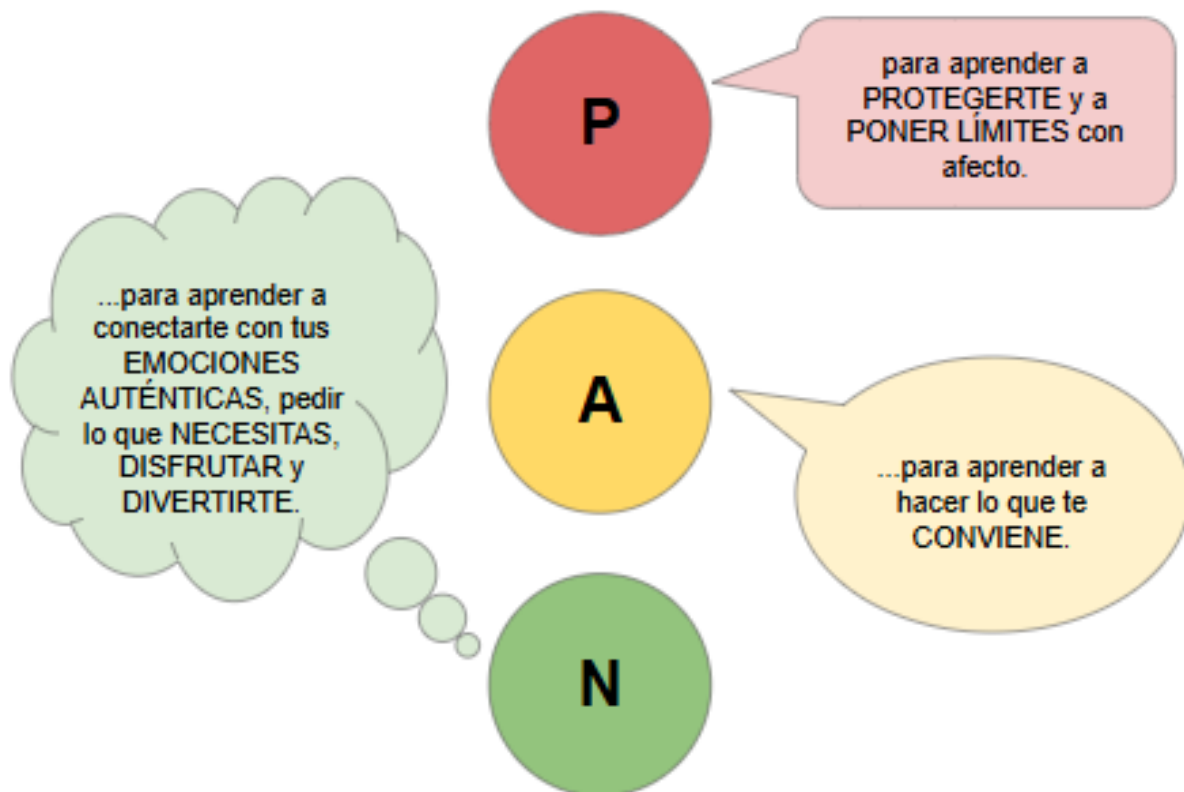 P
para aprender a
PROTEGERTE y a
PONER LÍMITES con
afecto.
...para aprender a
conectarte con tus
EMOCIONES
AUTÉNTICAS, pedir
lo que NECESITAS,
DISFRUTAR y
DIVERTIRTE.
A
...para aprender a
hacer lo que te
CONVIENE.
N